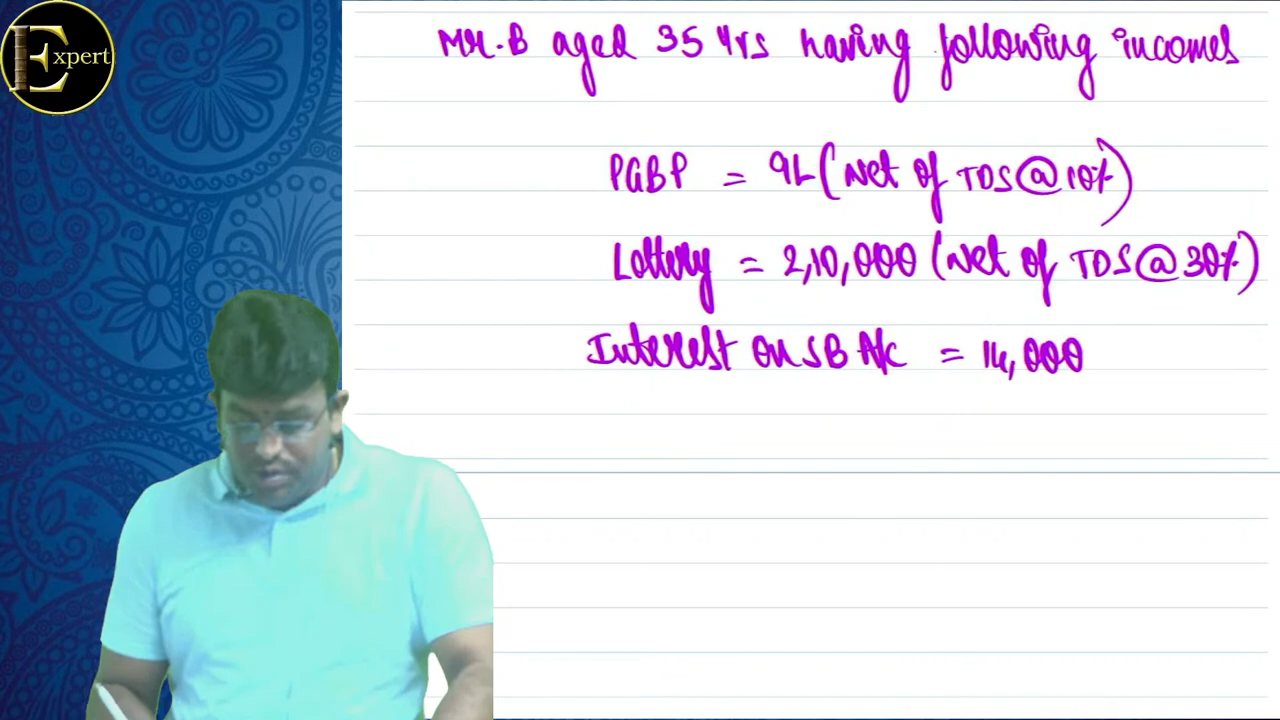 Expert
Mr. B aged 35 Yrs having following incomes
PGBP = 9L (Net of TDS @ 10%)
Lottery = 2,10,000 (Net of TDS @ 30%)
Interest on SB A/c = 14,000